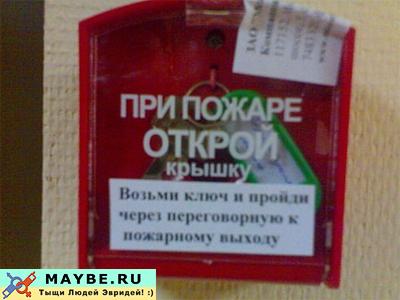 ПРИ ПОЖАРЕ
ОТКРОЙ
крышку
Возьми ключ и пройди
через переговорную к
пожарному выходу
MAYBE.RU
Тыщи Людей Эвридей! :)